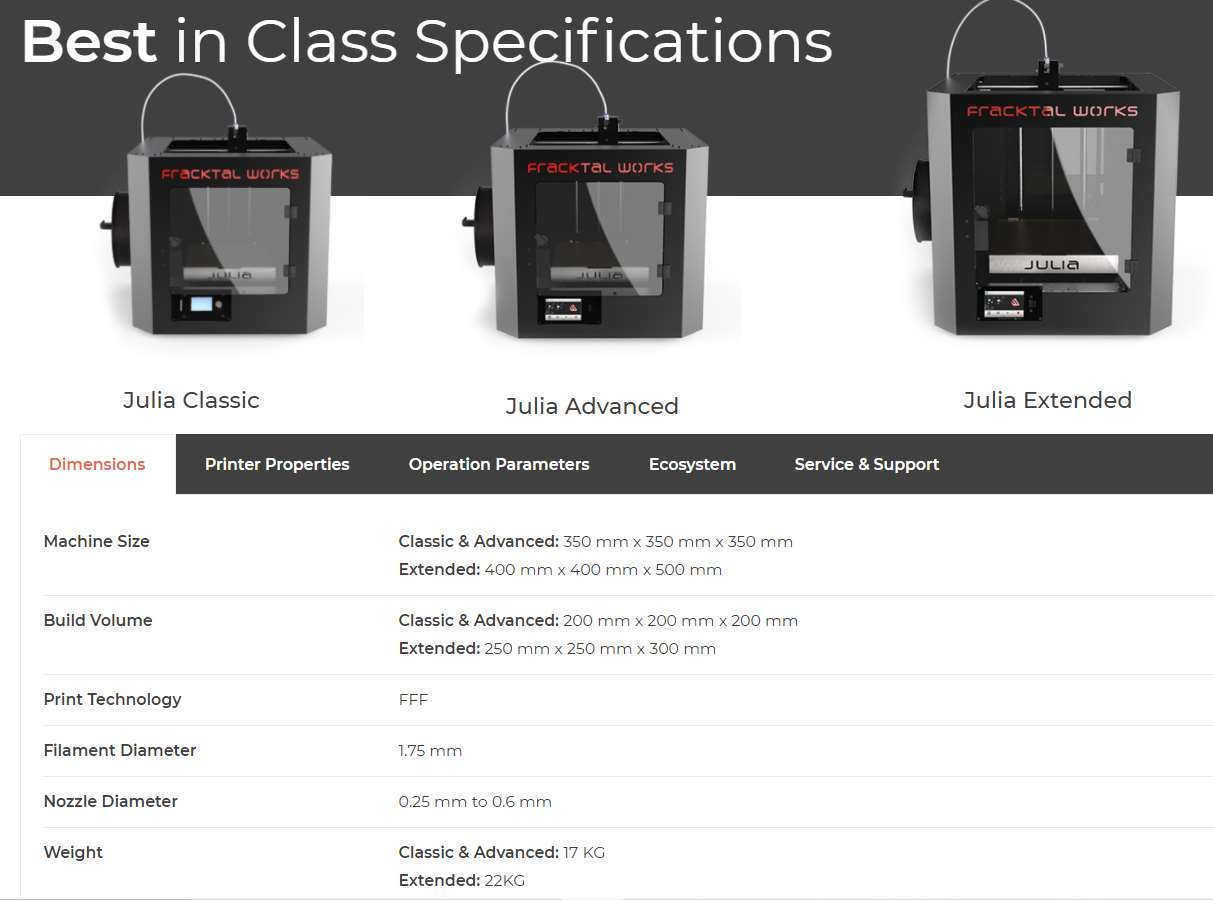 Best in Class Specifications
FRACKTAL WORKS
JULIA
FRACKTAL WORKS
JULIA
FRACKTAL WORKS
JULIA
Julia Classic
Julia Advanced
Julia Extended
Dimensions
Printer Properties
Operation Parameters
Ecosystem
Service & Support
Machine Size
Classic & Advanced: 350 mm x 350 mm x 350 mm
Extended: 400 mm x 400 mm x 500 mm
Build Volume
Classic & Advanced: 200 mm x 200 mm x 200 mm
Extended: 250 mm x 250 mm x 300 mm
Print Technology
FFF
Filament Diameter
1.75 mm
Nozzle Diameter
0.25 mm to 0.6 mm
Weight
Classic & Advanced: 17 KG
Extended: 22KG